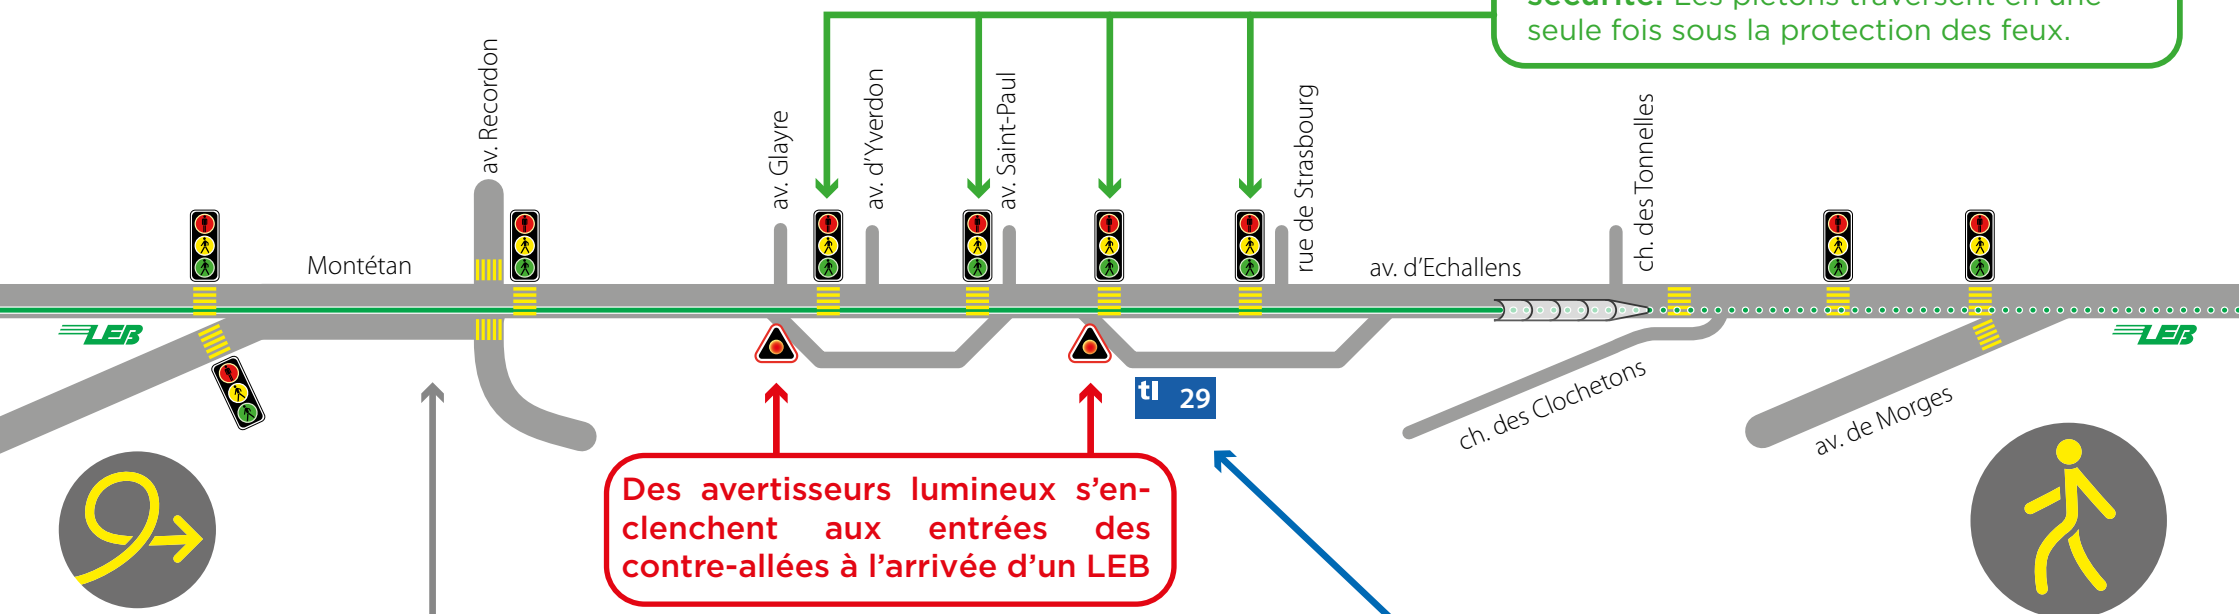 sécurité. Les piétons traversent en une
seule fois sous la protection des feux.
av. Recordon
av. Glayre
av. d'Yverdon
av. Saint-Paul
rue de Strasbourg
ch. des Tonnelles
Montétan
av. d'Echallens
LEB
LEB
tl 29
ch. des Clochetons
av. de Morges
Des avertisseurs lumineux s'en-
clenchent aux entrées des
contre-allées à l'arrivée d'un LEB